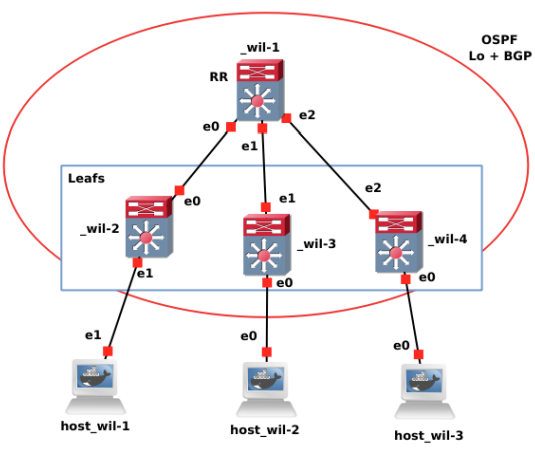 OSPF
Lo + BGP
_wil-1
RR
e0
e1
e2
Leafs
e0
e1
e2
_wil-2
_wil-3
_wil-4
e1
e0
e0
e1
e0
e0
host_wil-1
host_wil-2
host_wil-3